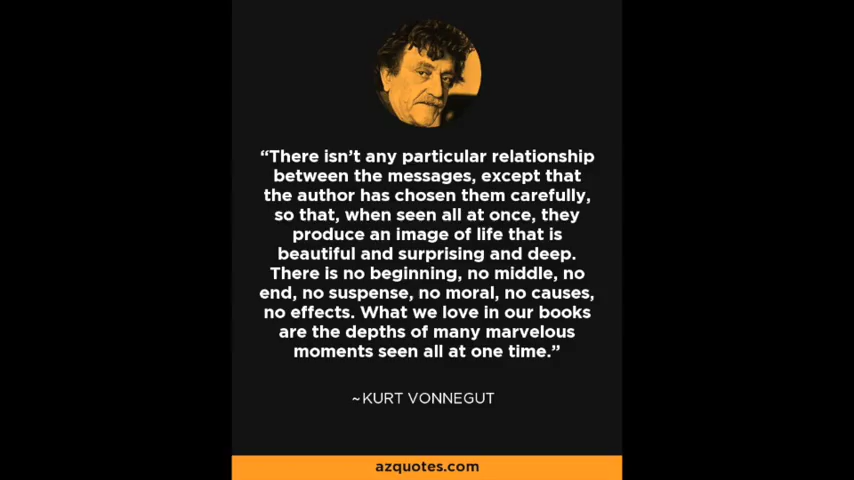 “There isn’t any particular relationship
between the messages, except that
the author has chosen them carefully,
so that, when seen all at once, they
produce an image of life that is
beautiful and surprising and deep.
There is no beginning, no middle, no
end, no suspense, no moral, no causes,
no effects. What we love in our books
are the depths of many marvelous
moments seen all at one time.”
~KURT VONNEGUT
azquotes.com